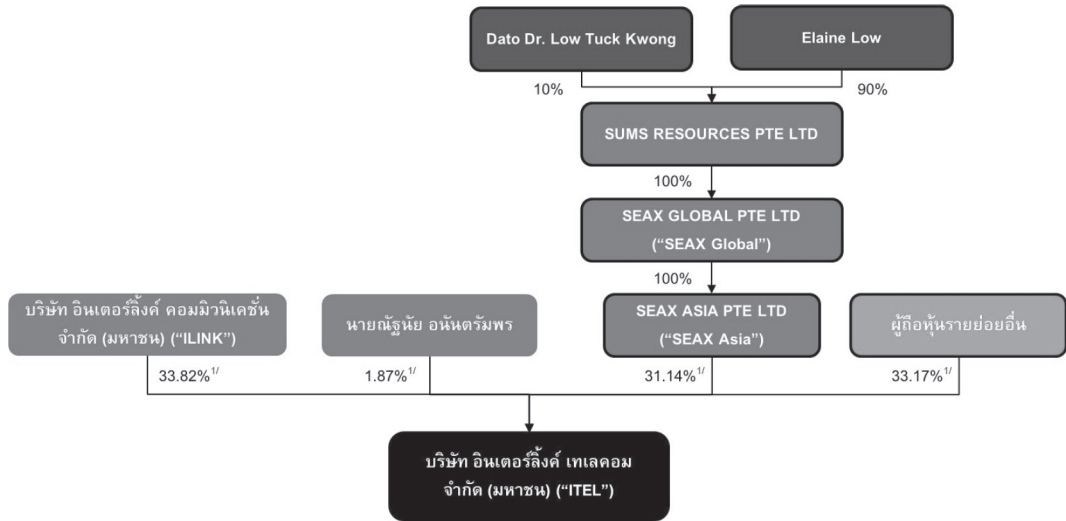 Dato Dr. Low Tuck Kwong
Elaine Low
10%
90%
SUMS RESOURCES PTE LTD
100%
SEAX GLOBAL PTE LTD
(“SEAX Global”)
100%
บริษัท อินเตอร์ลิ้งค์ คอมมิวนิเคชั่น
จำกัด (มหาชน) (“ILINK”)
นายณัฐนัย อนันตรัมพร
SEAX ASIA PTE LTD
(“SEAX Asia”)
ผู้ถือหุ้นรายย่อยอื่น
33.82%1/
1.87%1/
31.14%1/
33.17%1/
บริษัท อินเตอร์ลิ้งค์ เทเลคอม
จำกัด (มหาชน) (“ITEL”)